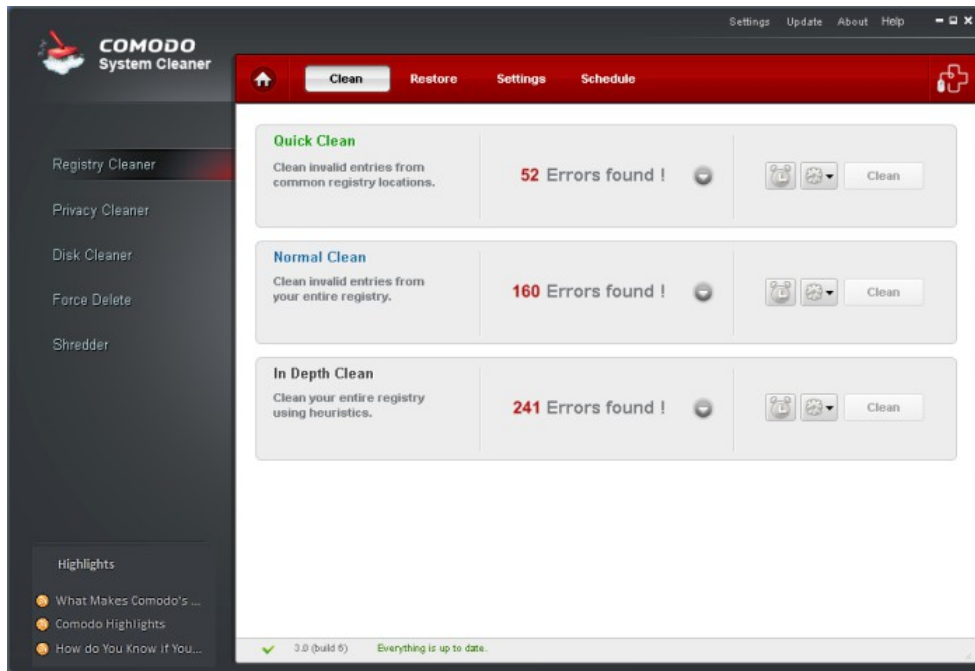 Settings Update About Help
COMODO
System Cleaner
Clean Restore Settings Schedule
Registry Cleaner
Privacy Cleaner
Disk Cleaner
Force Delete
Shredder
Quick Clean
Clean invalid entries from
common registry locations.
52 Errors found !
Clean
Normal Clean
Clean invalid entries from
your entire registry.
160 Errors found !
Clean
In Depth Clean
Clean your entire registry
using heuristics.
241 Errors found !
Clean
Highlights
What Makes Comodo's ...
Comodo Highlights
How do You Know if You...
3.0 (build 6) Everything is up to date.